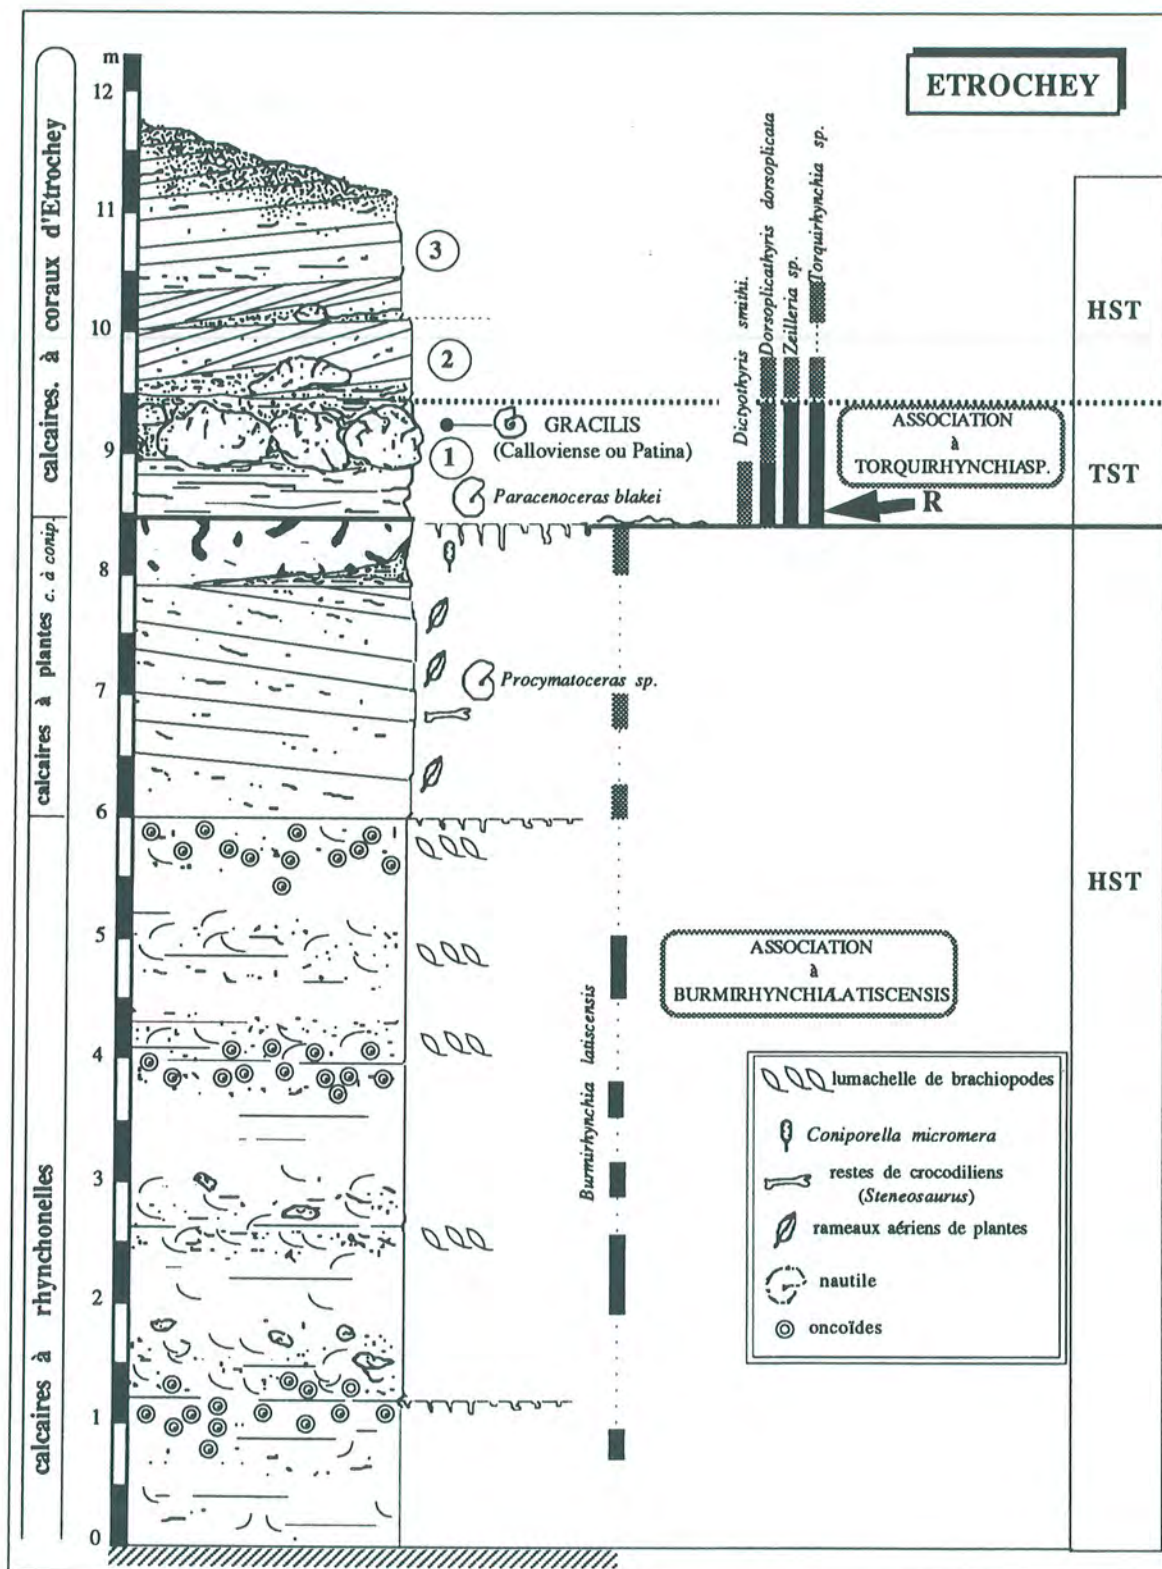 ETROCHEY
m
12
11
10
9
8
7
6
5
4
3
2
1
0
calcaires. à coraux d'Etrochey
calcaires à plantes
c. à conip.
calcaires à rhynchonelles
3
2
1
GRACILIS
(Calloviense ou Patina)
Paracenoceras blakei
Procymatoceras sp.
Dictyothyris smithi.
Dorsoplicathyris dorsoplicata
Zeilleria sp.
Torquirhynchia sp.
ASSOCIATION
à
TORQUIRHYNCHIASP.
R
HST
TST
HST
Burmirhynchia latiscensis
ASSOCIATION
à
BURMIRHYNCHIALATISCENSIS
lumachelle de brachiopodes
Coniporella micromera
restes de crocodiliens
(Steneosaurus)
rameaux aériens de plantes
nautile
oncoïdes